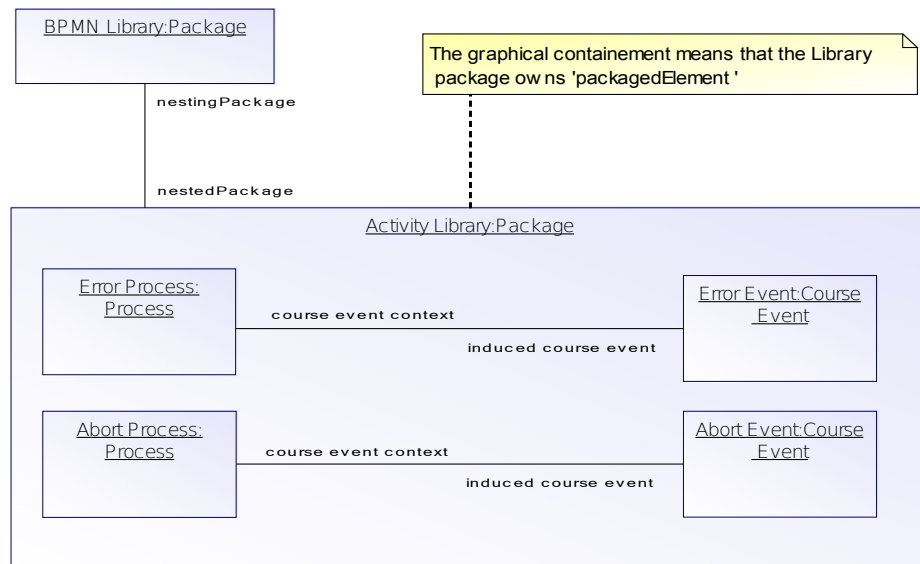 BPMN Library:Package
The graphical containement means that the Library
package ow ns 'packagedElement '
nestingPackage
nestedPackage
Activity Library:Package
Error Process:
Process
Error Event:Course
Event
course event context
induced course event
Abort Process:
Process
Abort Event:Course
Event
course event context
induced course event